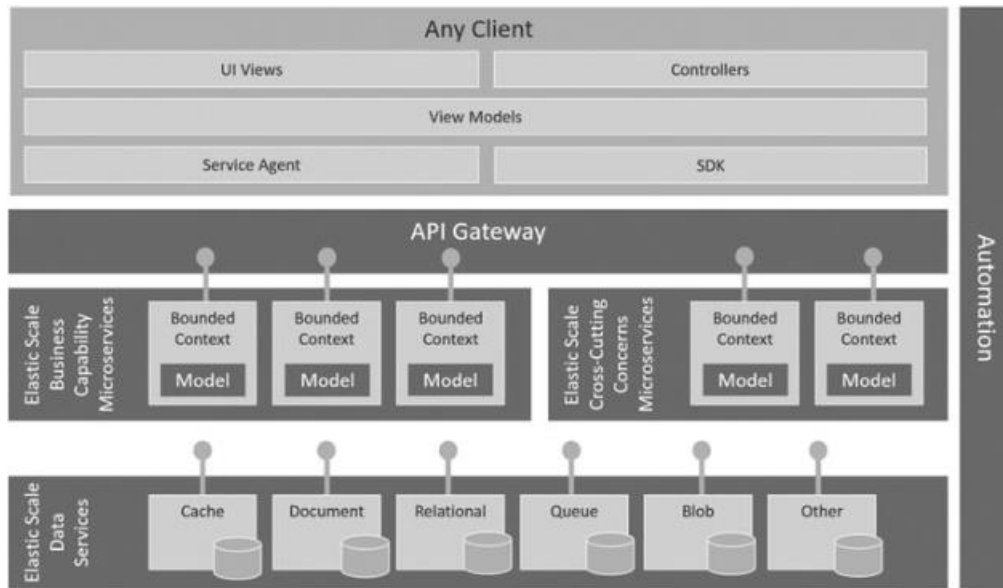 Any Client
UI Views
Controllers
View Models
Service Agent
SDK
API Gateway
Automation
Elastic Scale
Business
Capability
Microservices
Bounded
Context
Model
Bounded
Context
Model
Bounded
Context
Model
Elastic Scale
Cross-Cutting
Concerns
Microservices
Bounded
Context
Model
Bounded
Context
Model
Elastic Scale
Data
Services
Cache
Document
Relational
Queue
Blob
Other